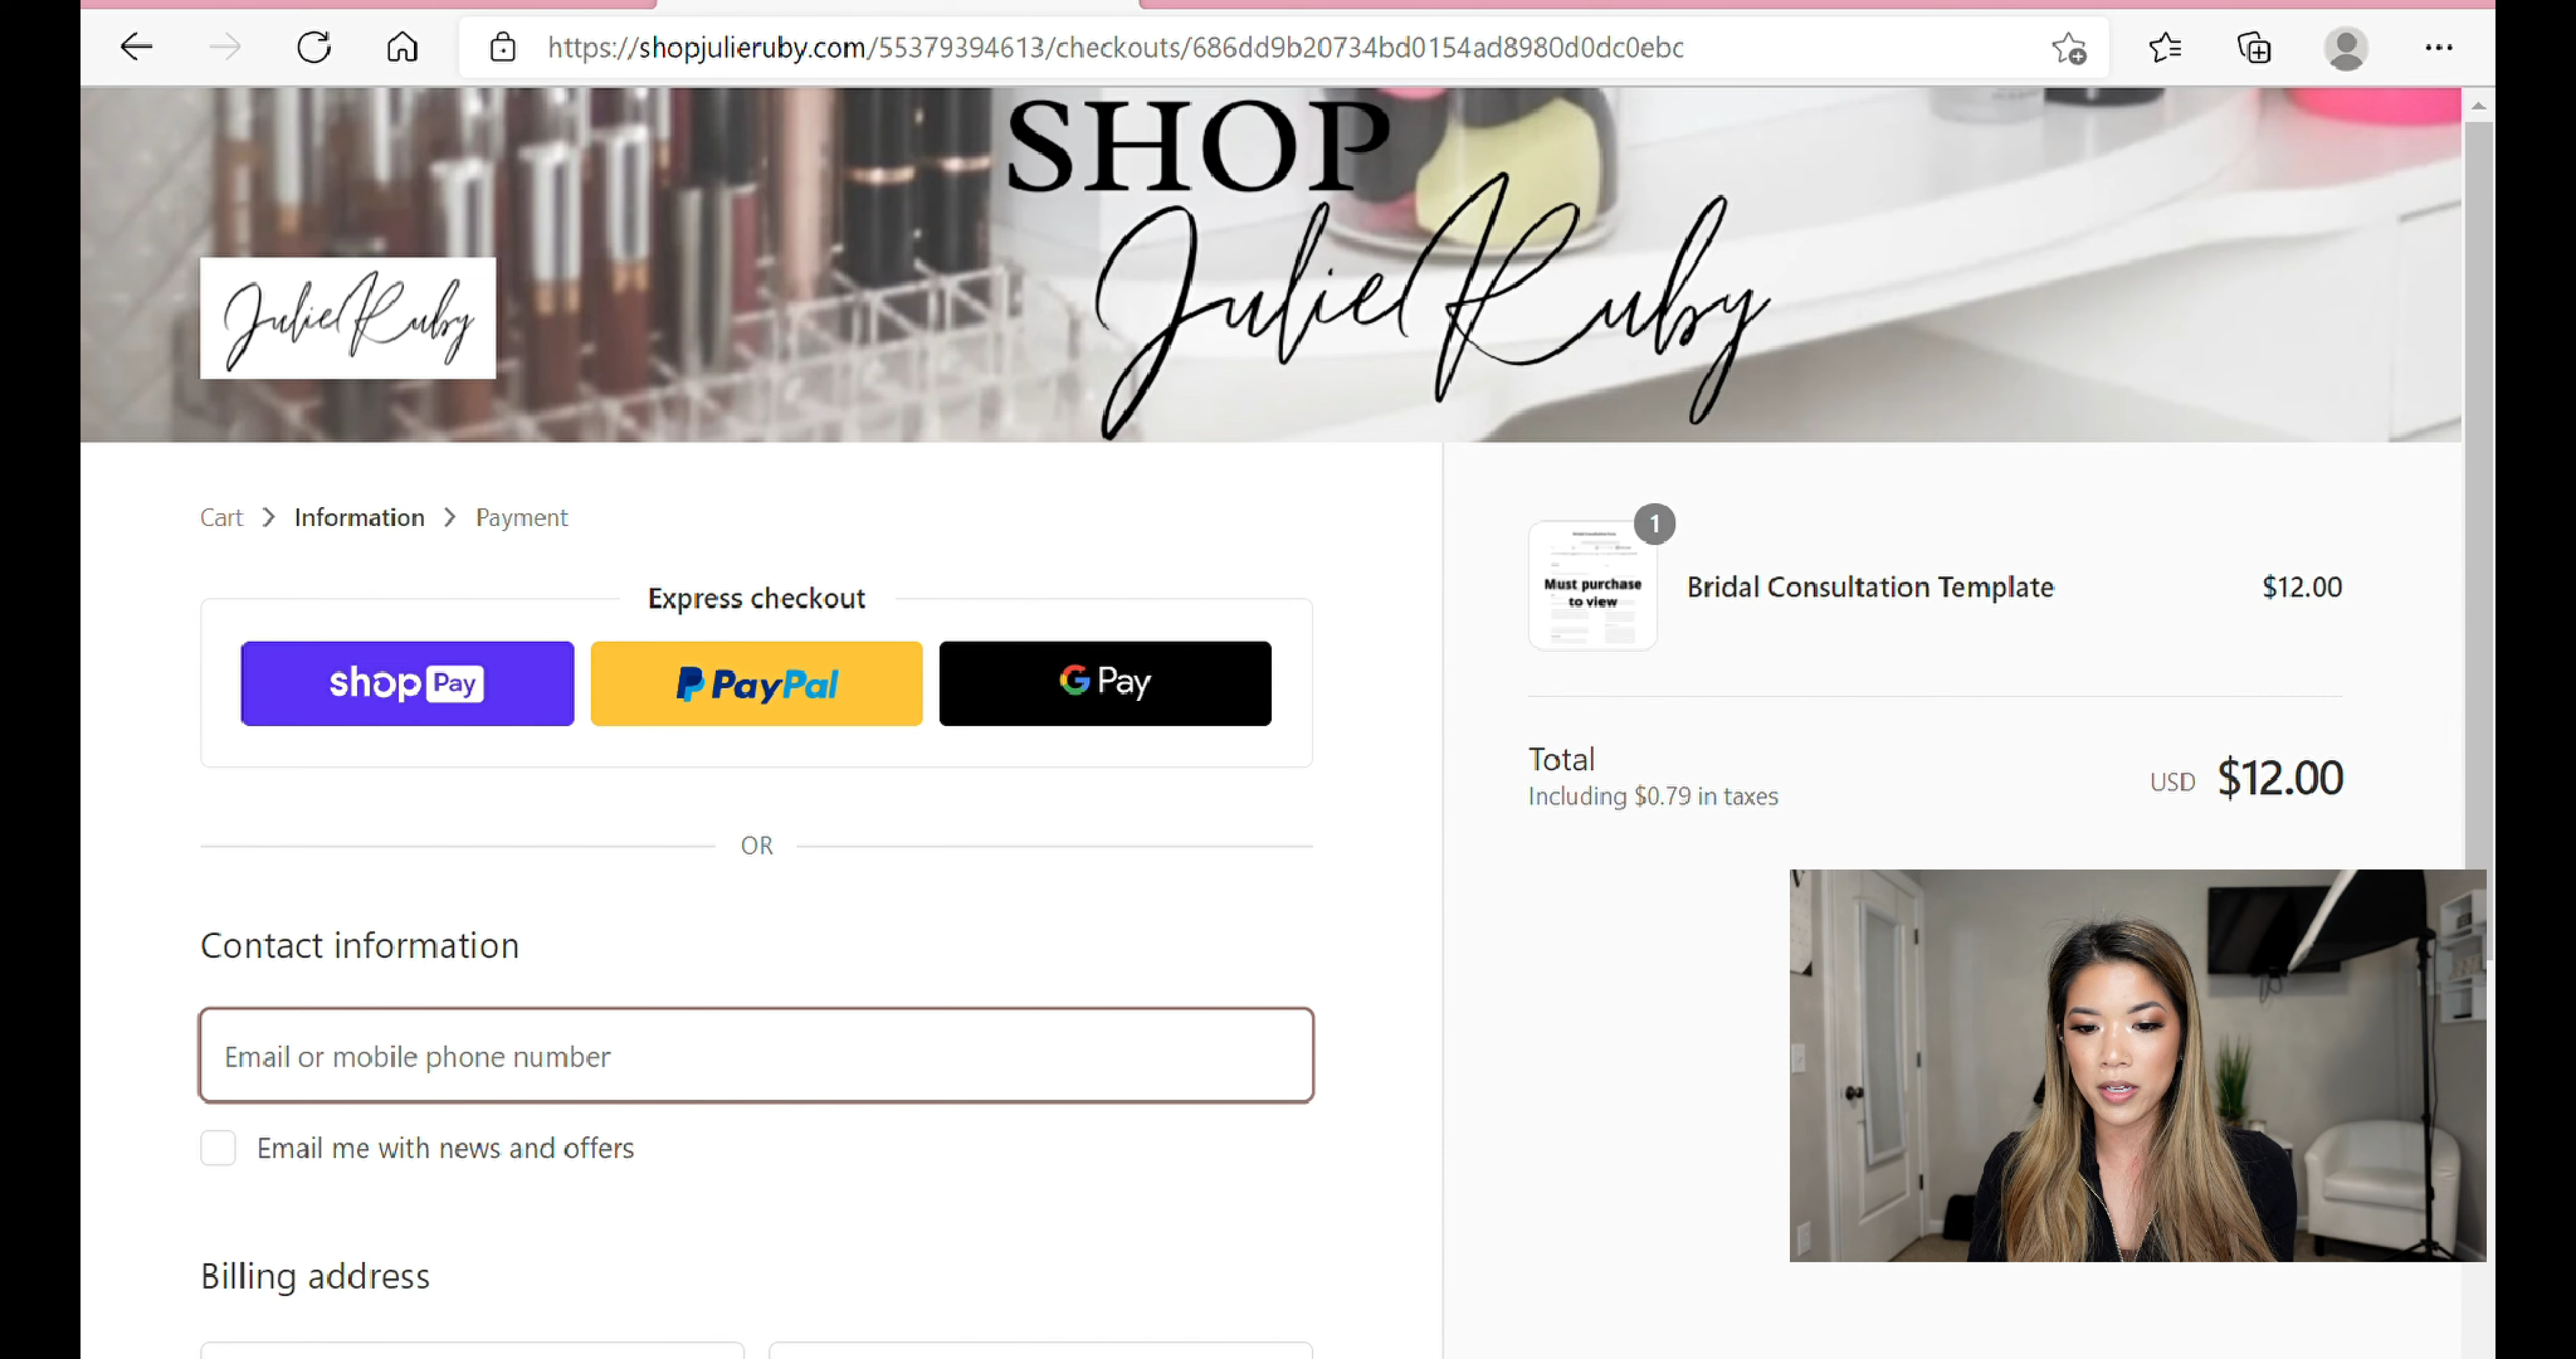 https://shopjulieruby.com/55379394613/checkouts/686dd9b20734bd0154ad8980d0dc0ebc
SHOP
Julie Ruby
Julie Ruby
Cart > Information > Payment
Express checkout
shop Pay
PayPal
G Pay
OR
Contact information
Email or mobile phone number
Email me with news and offers
Billing address
1
Must purchase
to view
Bridal Consultation Template $12.00
Total
Including $0.79 in taxes
USD $12.00